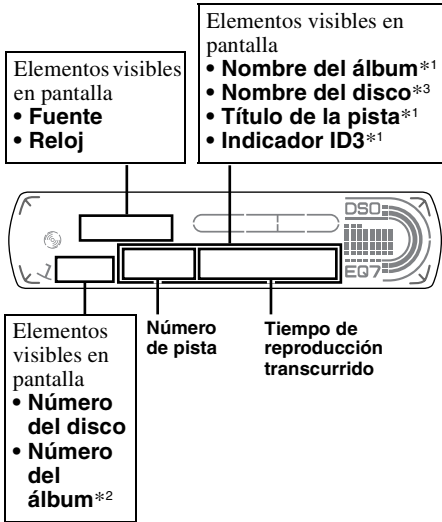 Elementos visibles
en pantalla
• Fuente
• Reloj
Elementos visibles en
pantalla
• Nombre del álbum*1
• Nombre del disco*3
• Título de la pista*1
• Indicador ID3*1
DSO
EQ7
Elementos
visibles en
pantalla
• Número
del disco
• Número
del
álbum*2
Número
de pista
Tiempo de
reproducción
transcurrido